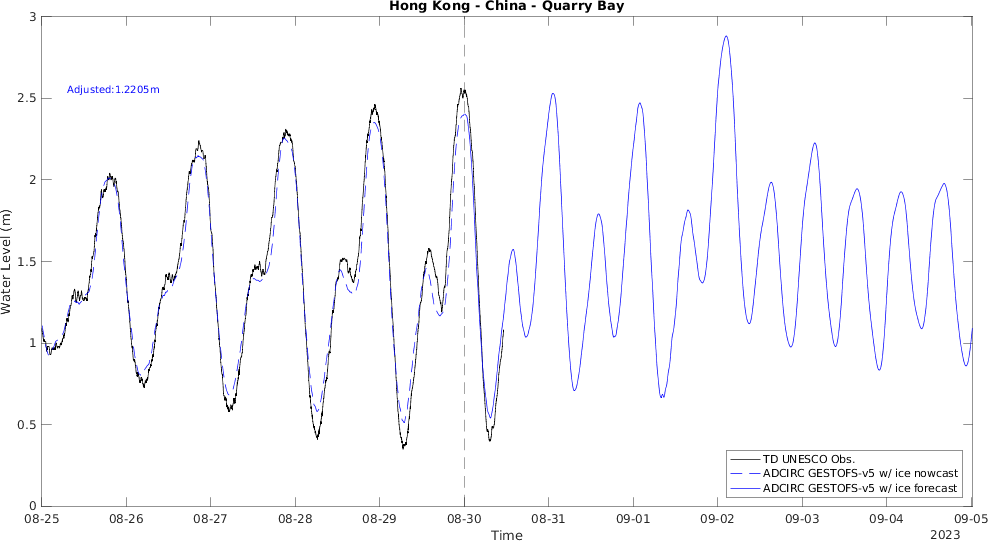 Hong Kong - China - Quarry Bay
3
2.5
2
1.5
1
0.5
0
Water Level (m)
Adjusted:1.2205m
TD UNESCO Obs.
ADCIRC GESTOFS-v5 w/ ice nowcast
ADCIRC GESTOFS-v5 w/ ice forecast
08-25 08-26 08-27 08-28 08-29 08-30 08-31 09-01 09-02 09-03 09-04 09-05
Time
2023